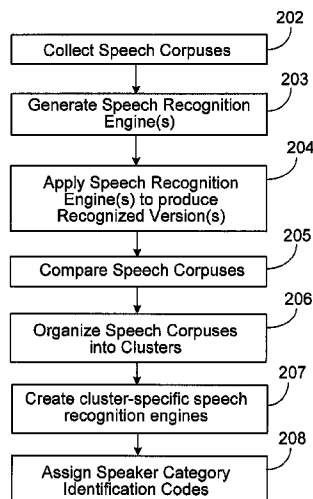 202
Collect Speech Corpuses
203
Generate Speech Recognition
Engine(s)
204
Apply Speech Recognition
Engine(s) to produce
Recognized Version(s)
205
Compare Speech Corpuses
206
Organize Speech Corpuses
into Clusters
207
Create cluster-specific speech
recognition engines
208
Assign Speaker Category
Identification Codes